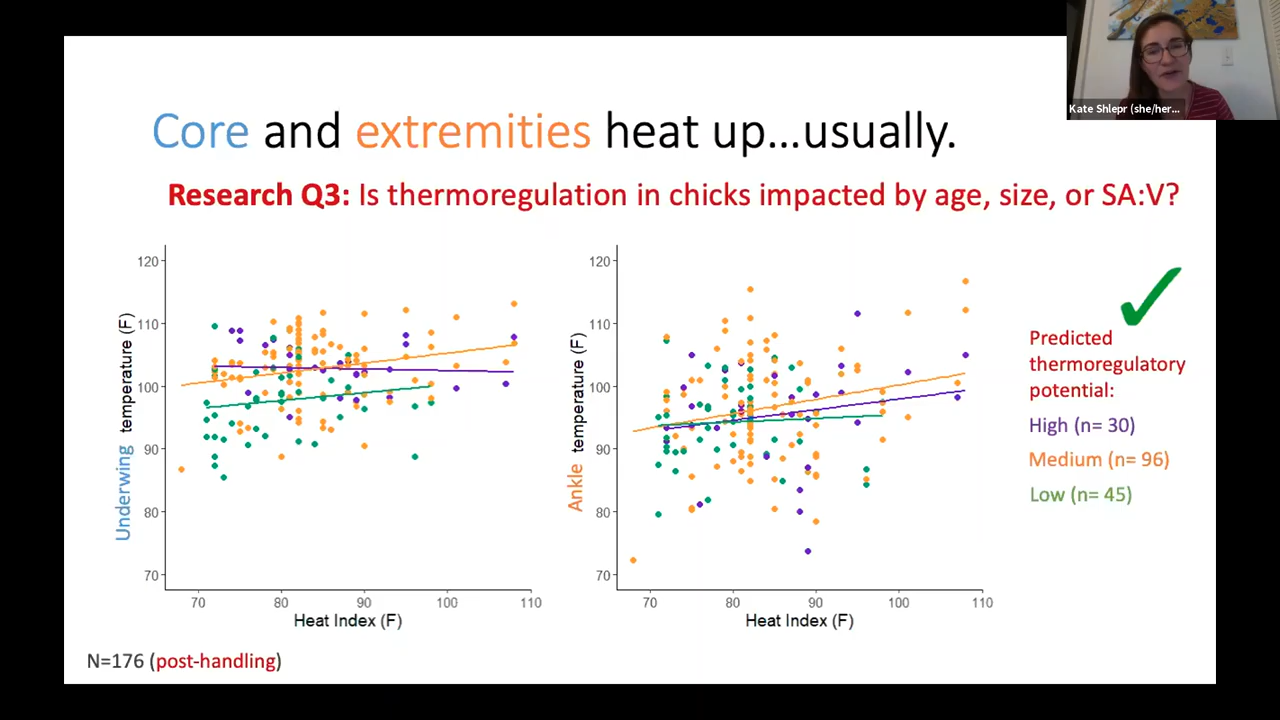 Kate Shlepr (she/her...
Core and extremities heat up...usually.
Research Q3: Is thermoregulation in chicks impacted by age, size, or SA:V?
120
110
100
90
80
70
Underwing temperature (F)
70 80 90 100 110
Heat Index (F)
120
110
100
90
80
70
Ankle temperature (F)
70 80 90 100 110
Heat Index (F)
Predicted
thermoregulatory
potential:
High (n= 30)
Medium (n= 96)
Low (n= 45)
N=176 (post-handling)